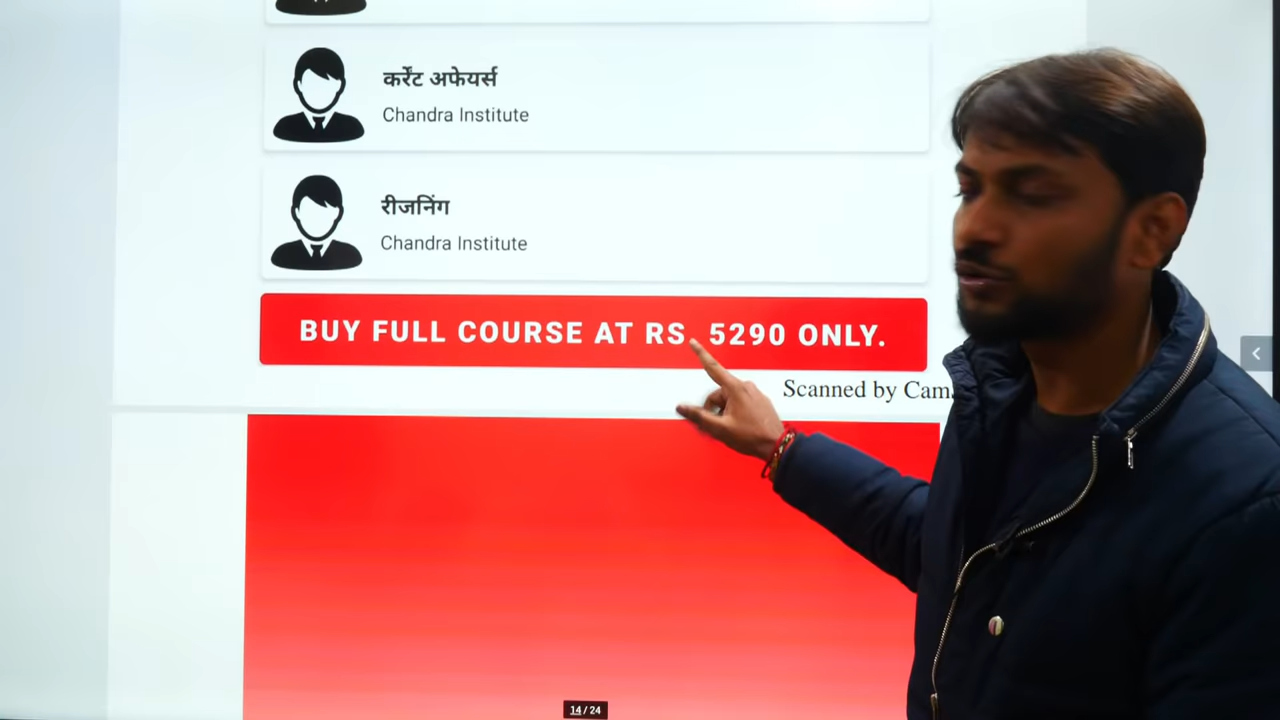 करेंट अफेयर्स
Chandra Institute
रीजनिंग
Chandra Institute
BUY FULL COURSE AT RS. 5290 ONLY.
Scanned by Cam
14 / 24